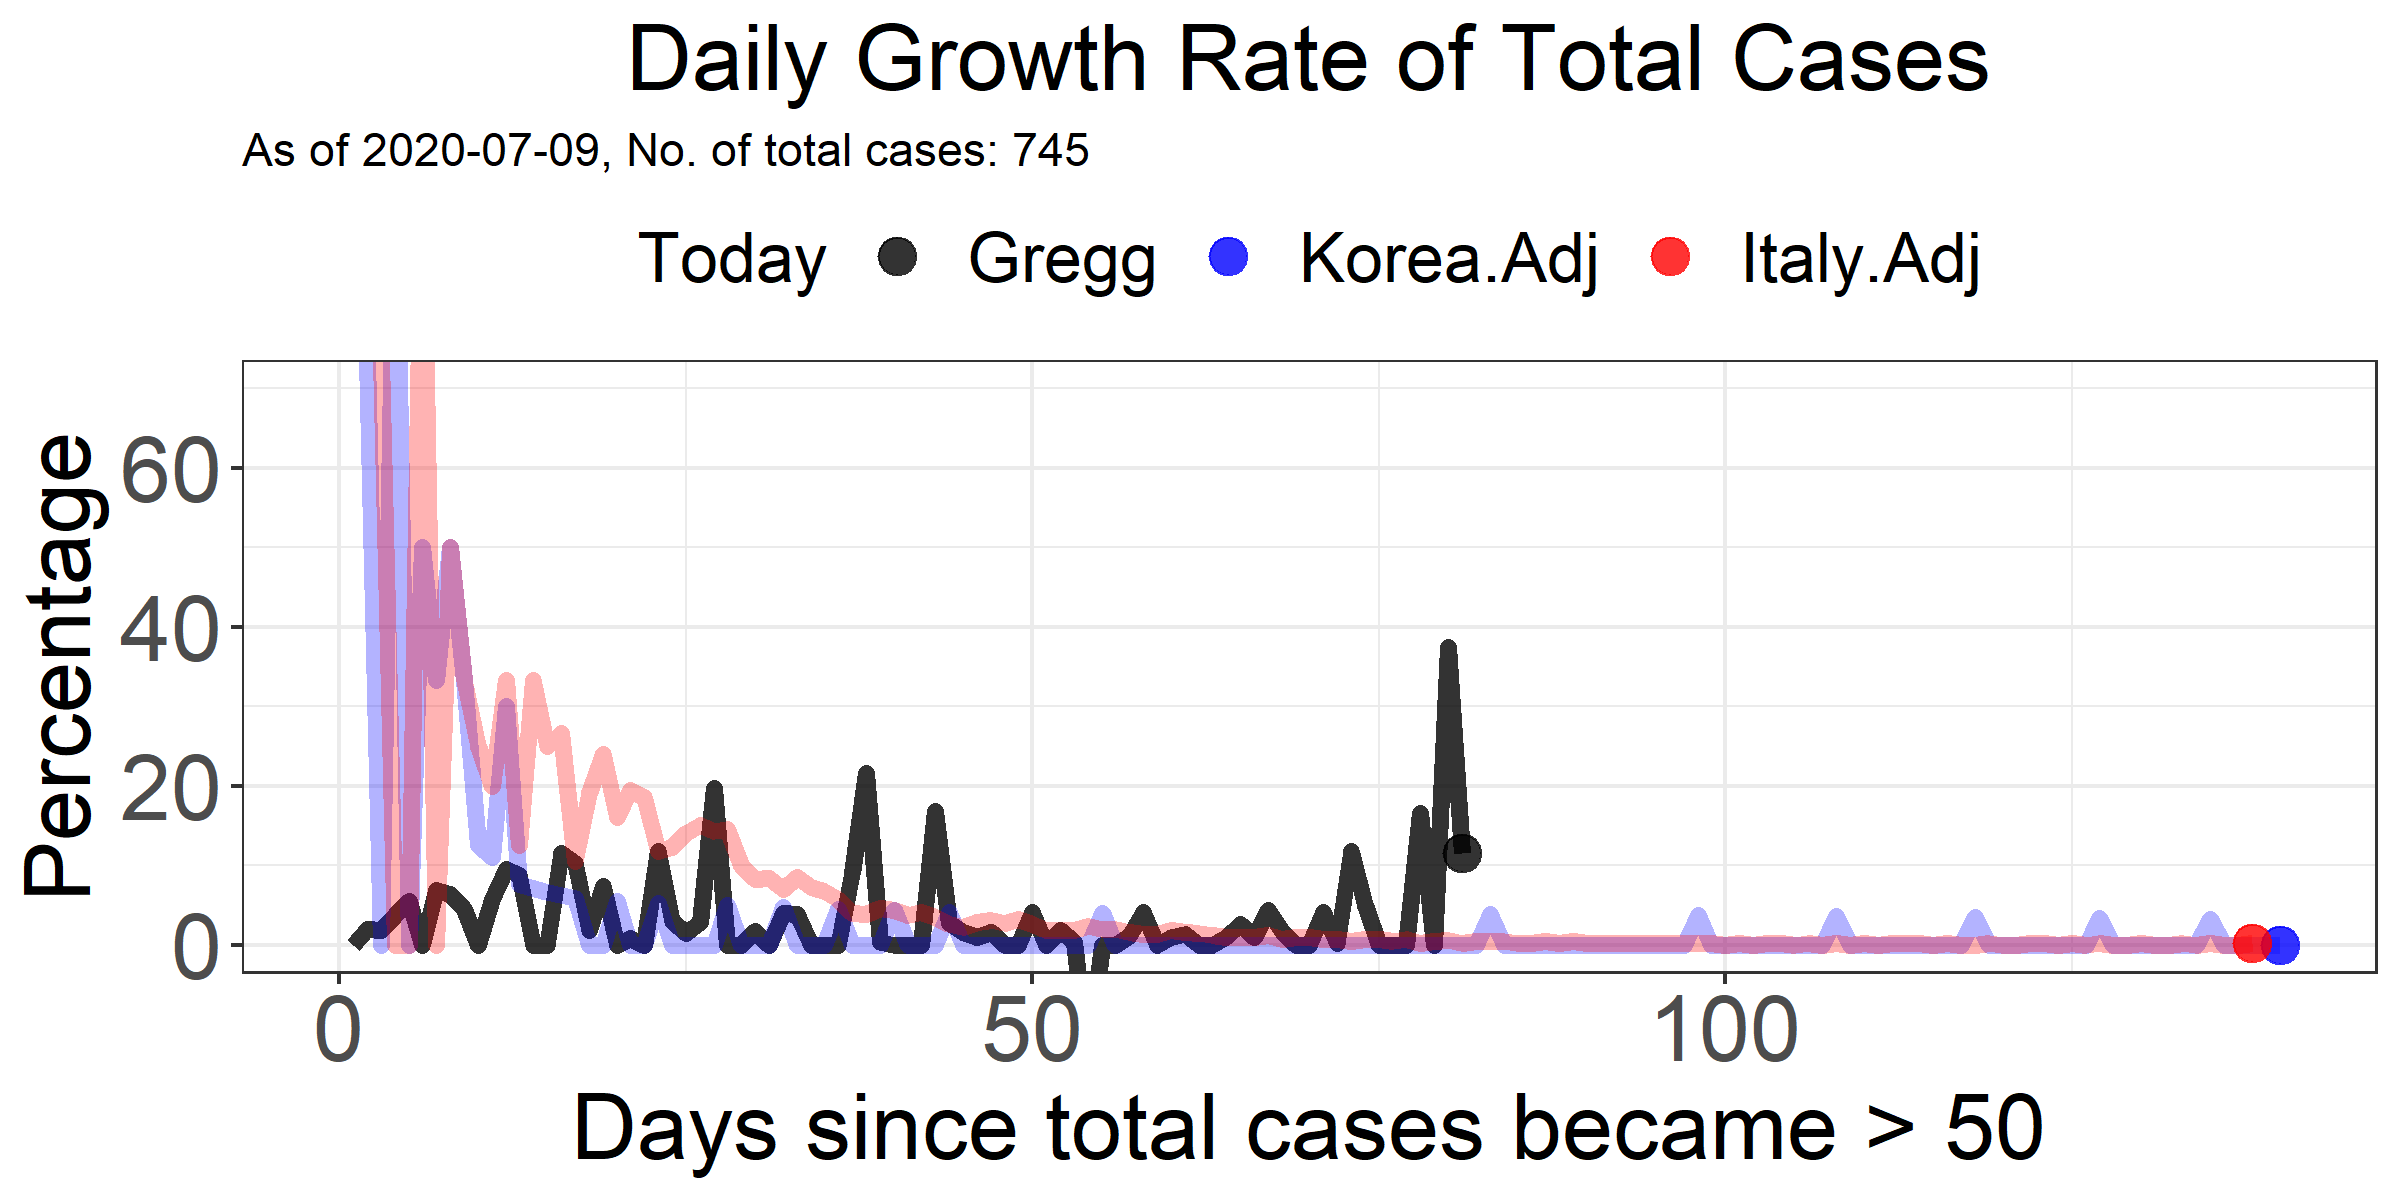 Daily Growth Rate of Total Cases
As of 2020-07-09, No. of total cases: 745
Today Gregg Korea.Adj Italy.Adj
Percentage
60
40
20
0
0 50 100
Days since total cases became > 50